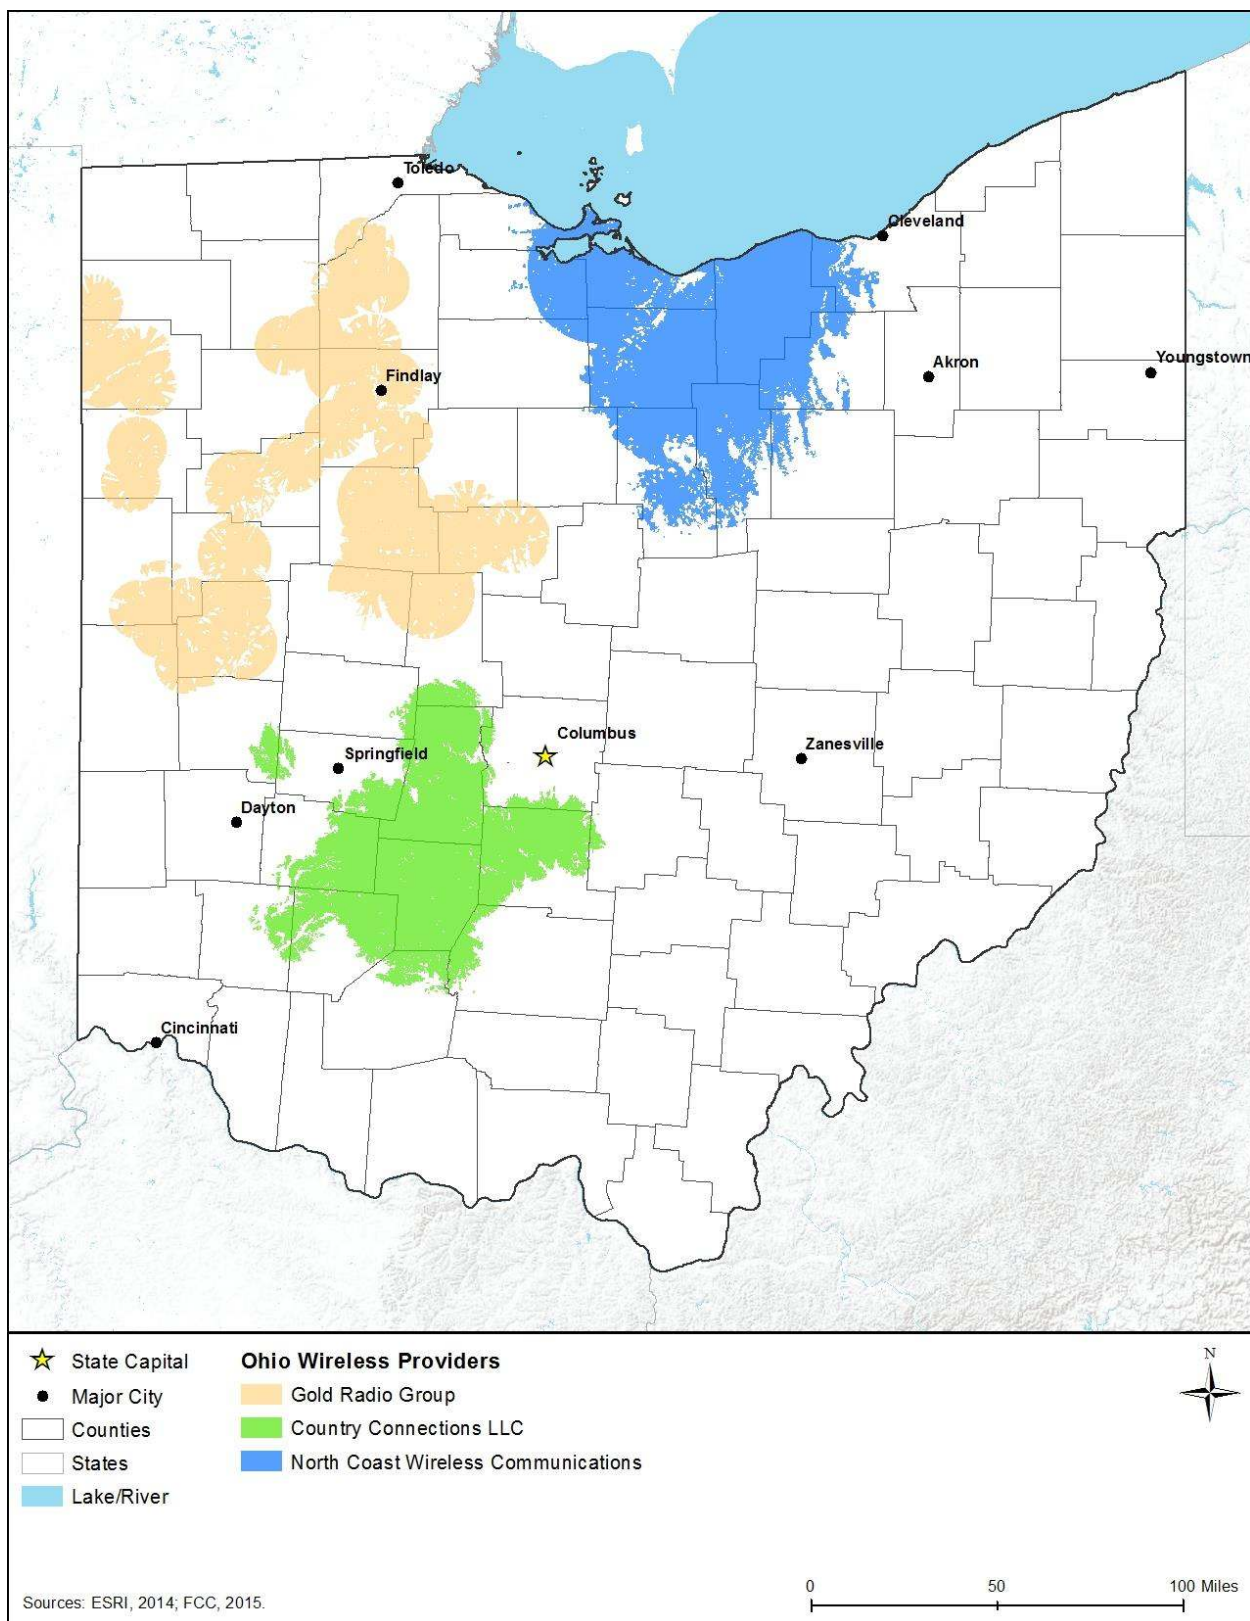 Toledo
Cleveland
Findlay
Akron
Youngstown
Columbus
Springfield
Zanesville
Dayton
Cincinnati
State Capital
Major City
Counties
States
Lake/River
Ohio Wireless Providers
Gold Radio Group
Country Connections LLC
North Coast Wireless Communications
N
Sources: ESRI, 2014; FCC, 2015.
0 50 100 Miles